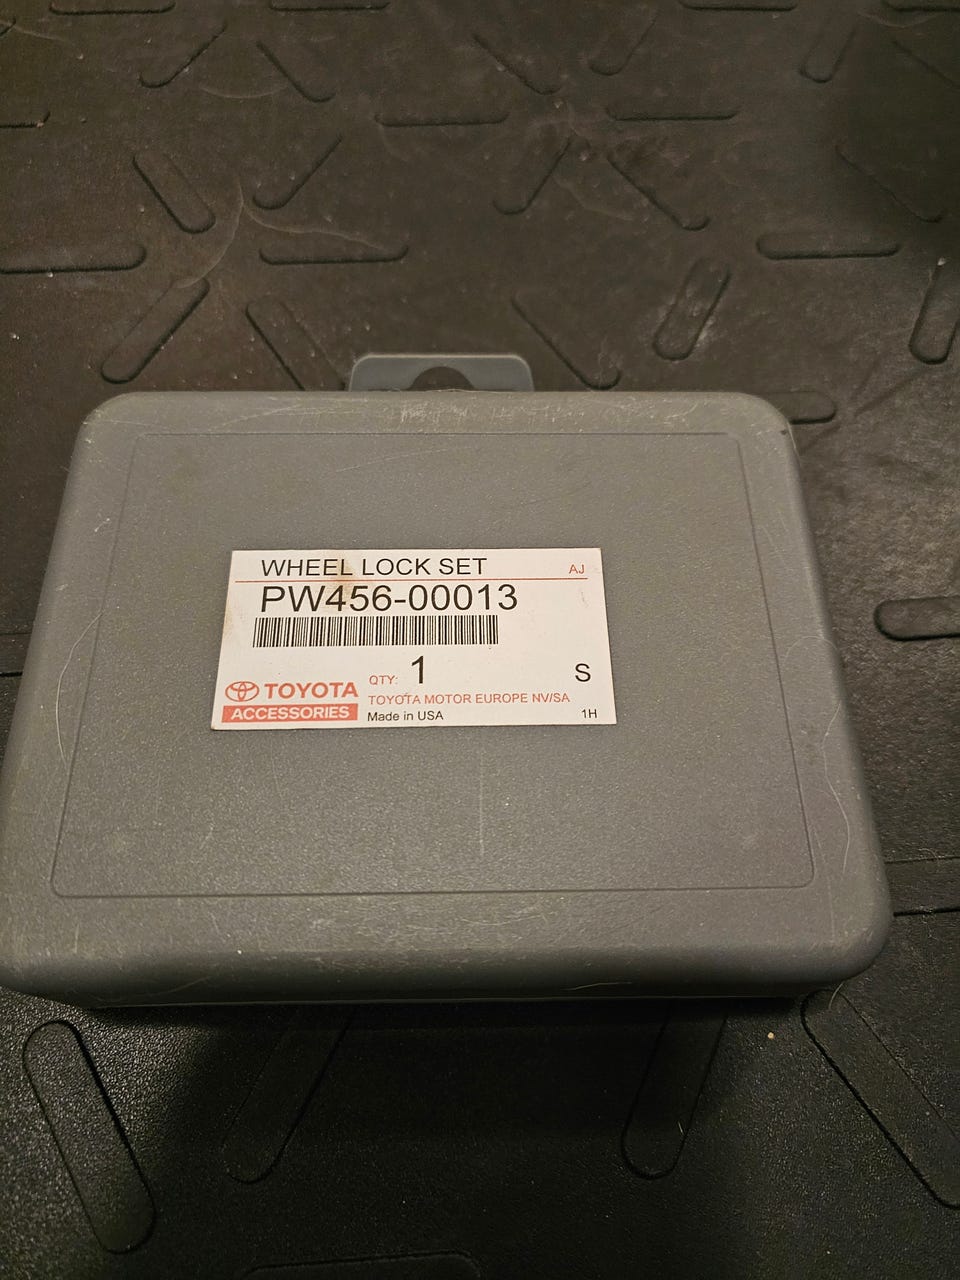 WHEEL LOCK SET AJ
PW456-00013
QTY: 1 S
TOYOTA
ACCESSORIES
TOYOTA MOTOR EUROPE NV/SA
Made in USA 1H